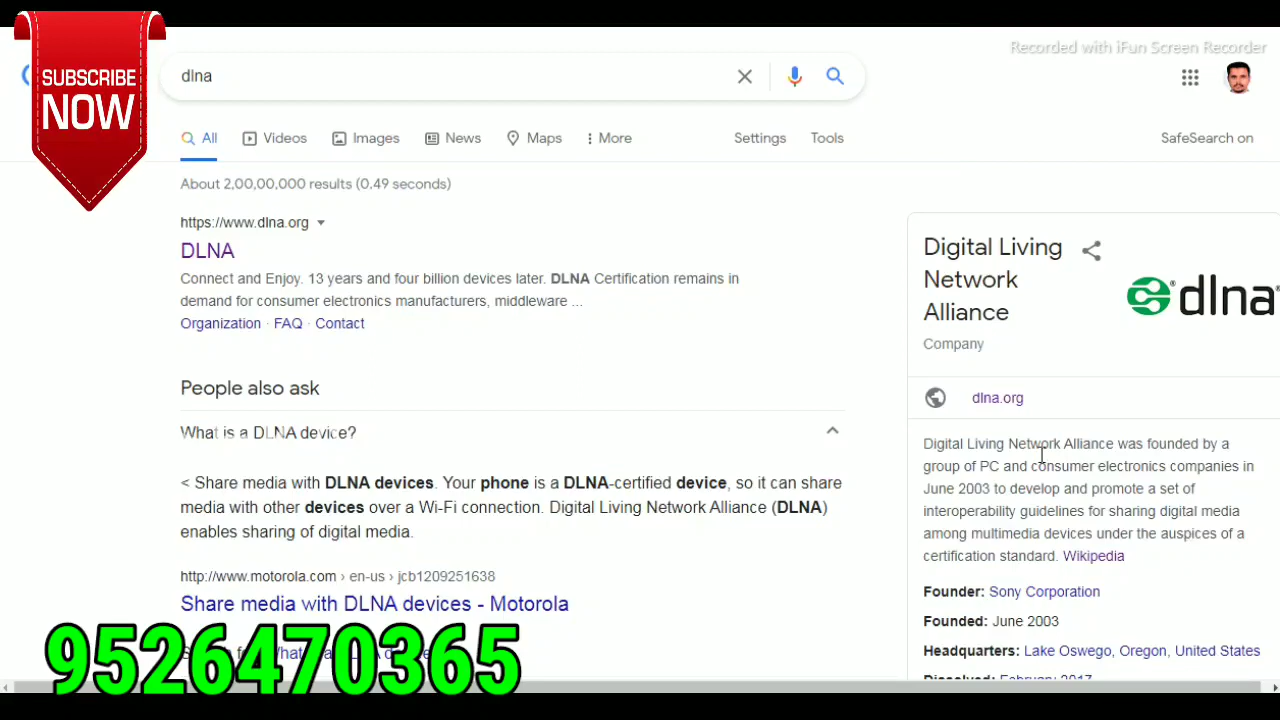 Recorded with iFun Screen Recorder
SUBSCRIBE
NOW
dlna
All
Videos
Images
News
Maps
More
Settings
Tools
SafeSearch on
About 2,00,00,000 results (0.49 seconds)
https://www.dlna.org
DLNA
Connect and Enjoy. 13 years and four billion devices later. DLNA Certification remains in
demand for consumer electronics manufacturers, middleware ...
Organization · FAQ · Contact
People also ask
What is a DLNA device?
< Share media with DLNA devices. Your phone is a DLNA-certified device, so it can share
media with other devices over a Wi-Fi connection. Digital Living Network Alliance (DLNA)
enables sharing of digital media.
http://www.motorola.com › en-us › jcb1209251638
Share media with DLNA devices - Motorola
9526470365
Digital Living
Network
Alliance
dlna
Company
dlna.org
Digital Living Network Alliance was founded by a
group of PC and consumer electronics companies in
June 2003 to develop and promote a set of
interoperability guidelines for sharing digital media
among multimedia devices under the auspices of a
certification standard. Wikipedia
Founder: Sony Corporation
Founded: June 2003
Headquarters: Lake Oswego, Oregon, United States
Dissolved: February 2017